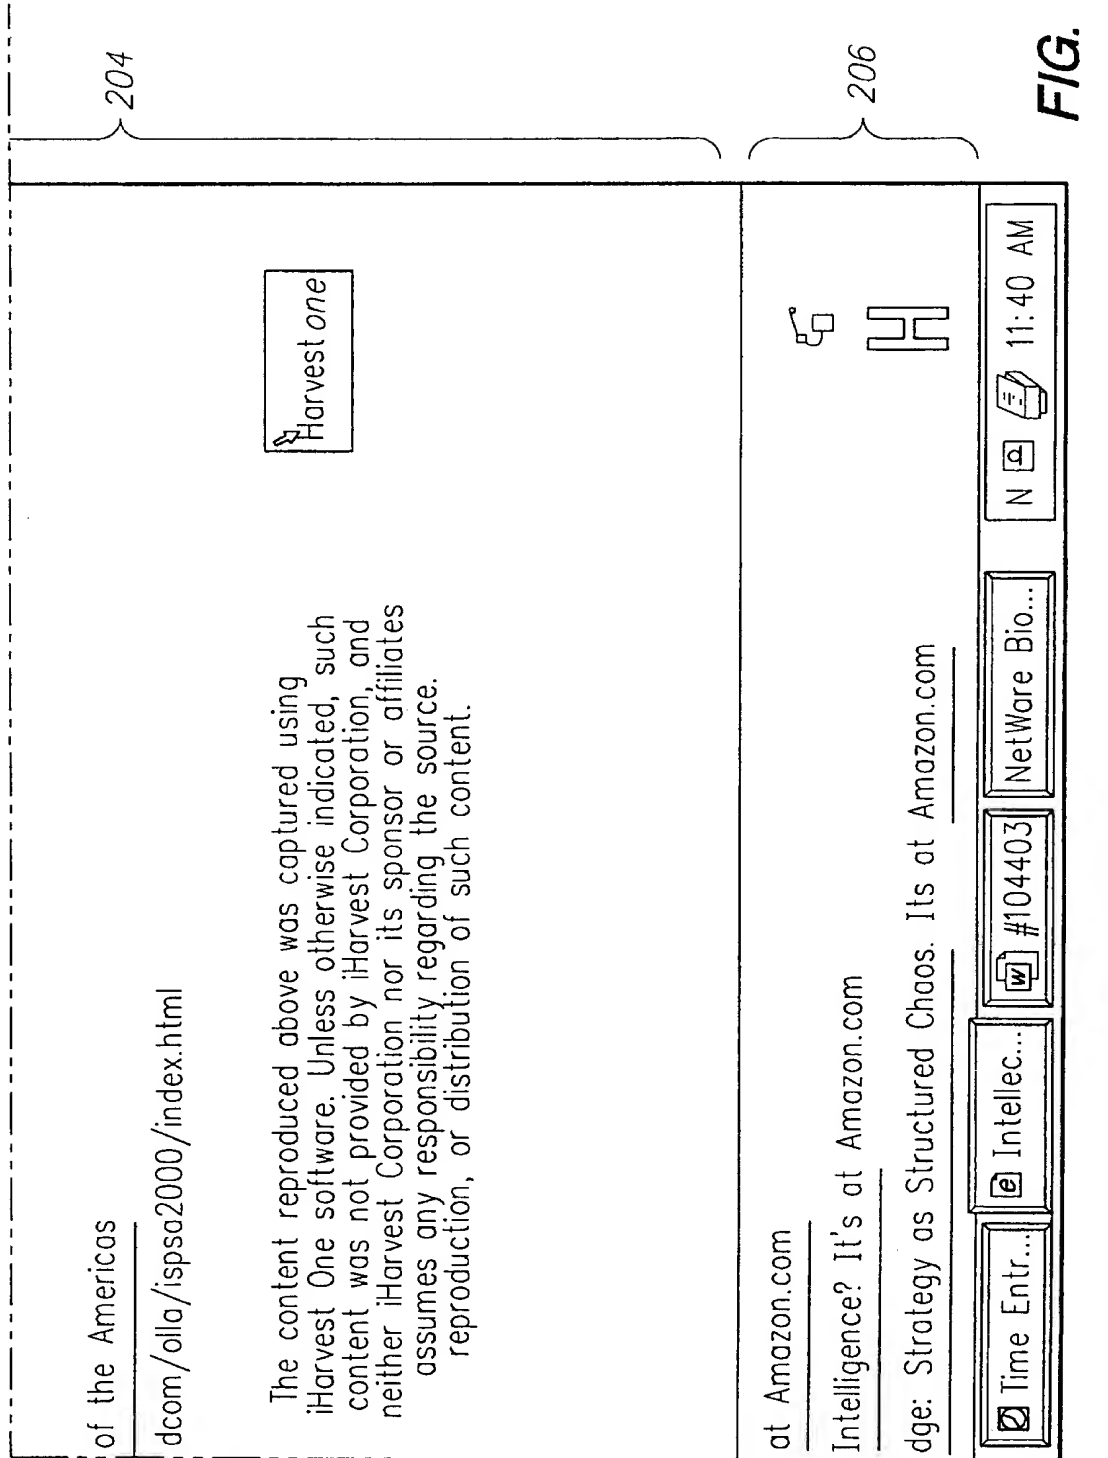 204
of the Americas
dcom/olla/ispsa2000/index.html
Harvest one
The content reproduced above was captured using
iHarvest One software. Unless otherwise indicated, such
content was not provided by iHarvest Corporation, and
neither iHarvest Corporation nor its sponsor or affiliates
assumes any responsibility regarding the source.
reproduction, or distribution of such content.
206
at Amazon.com
Intelligence? It's at Amazon.com
H
dge: Strategy as Structured Chaos. Its at Amazon.com
Time Entr... e Intellec... W #104403 NetWare Bio... N 11:40 AM
FIG.